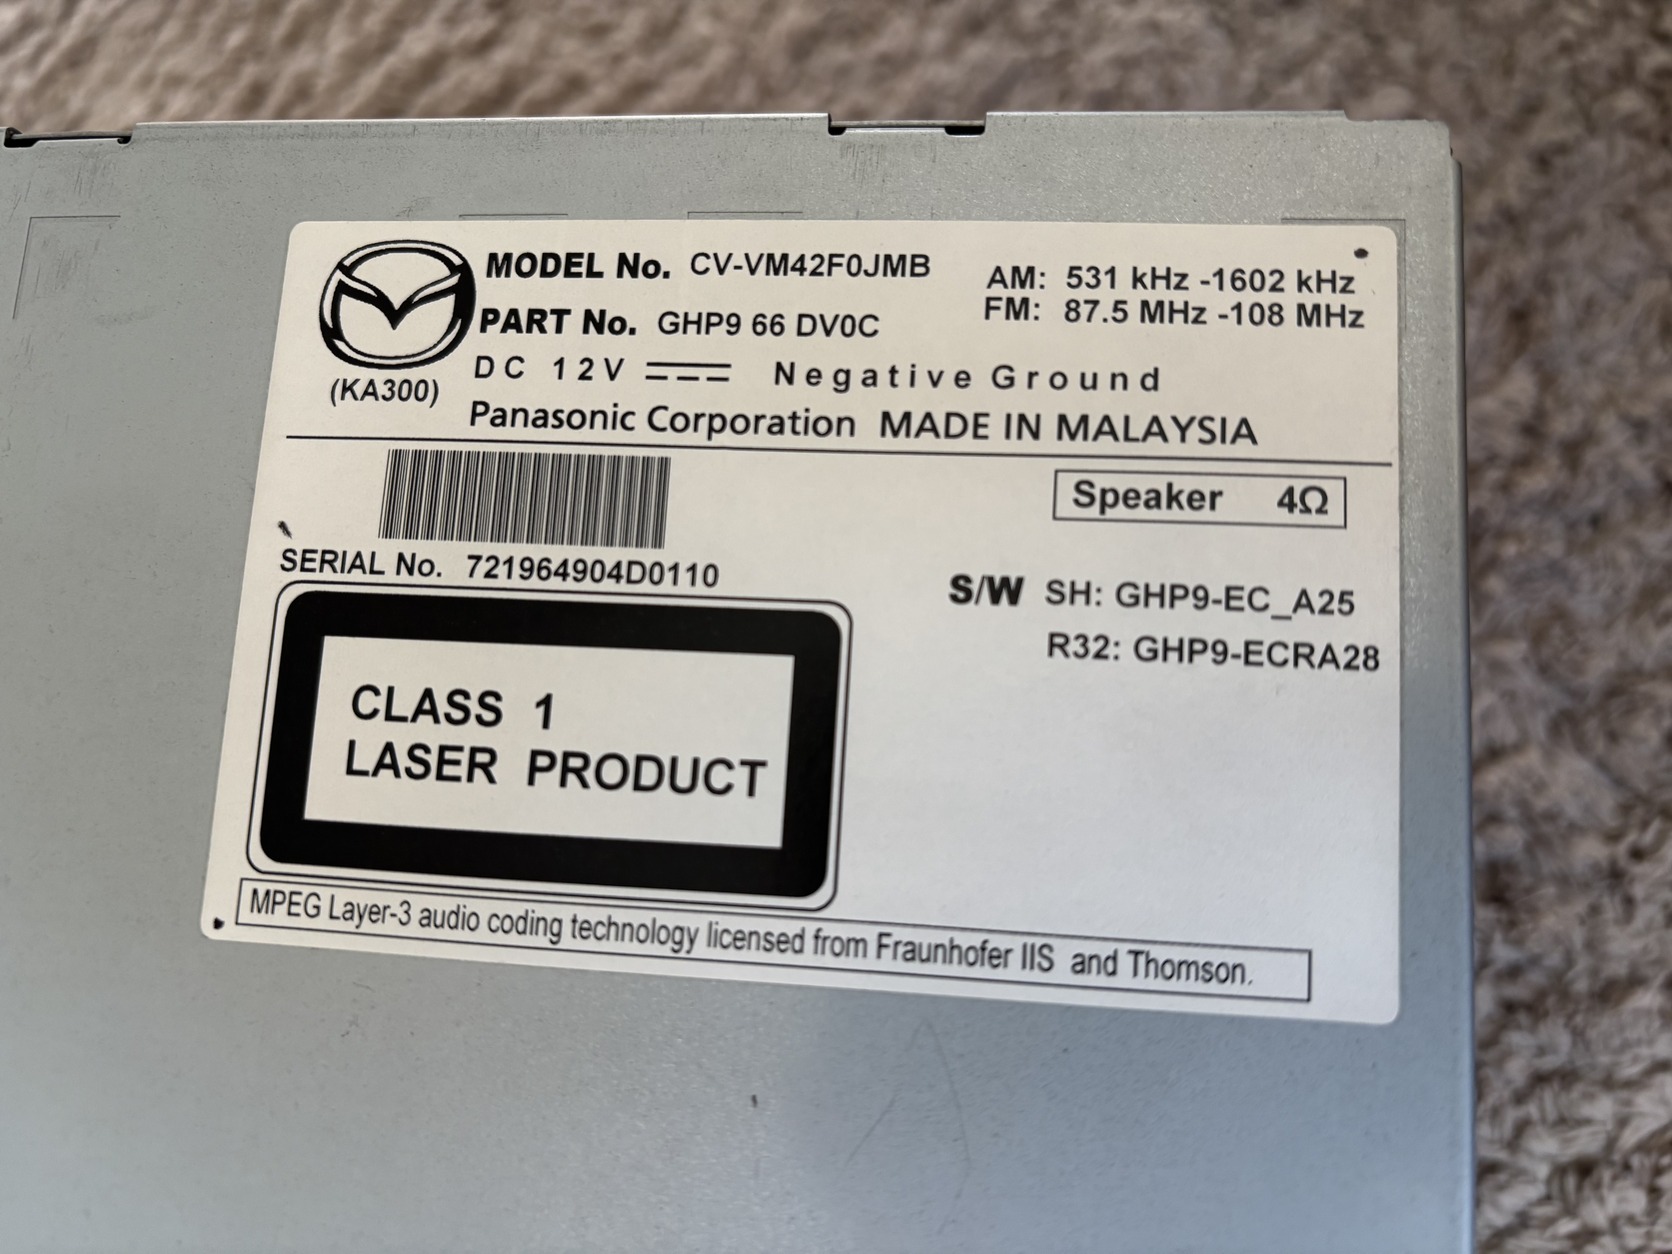 MODEL No. CV-VM42F0JMB
PART No. GHP9 66 DV0C
AM: 531 kHz -1602 kHz
FM: 87.5 MHz -108 MHz
(KA300)
DC 12V Negative Ground
Panasonic Corporation MADE IN MALAYSIA
Speaker 4Ω
SERIAL No. 721964904D0110
S/W SH: GHP9-EC_A25
R32: GHP9-ECRA28
CLASS 1
LASER PRODUCT
MPEG Layer-3 audio coding technology licensed from Fraunhofer IIS and Thomson.